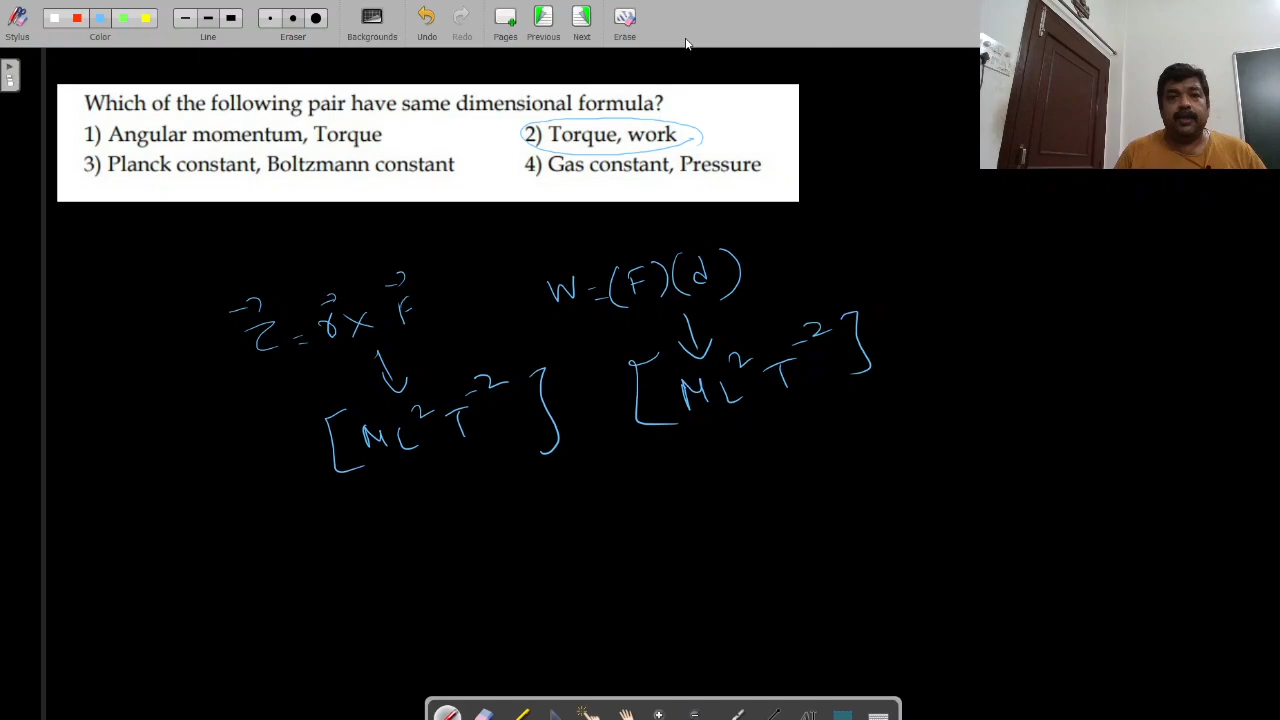 Stylus Color Line Eraser Backgrounds Undo Redo Pages Previous Next Erase
Which of the following pair have same dimensional formula?
1) Angular momentum, Torque 2) Torque, work
3) Planck constant, Boltzmann constant 4) Gas constant, Pressure
τ⃗ = r⃗ × F⃗ W = (F)(d)
[ML²T⁻²] [ML²T⁻²]